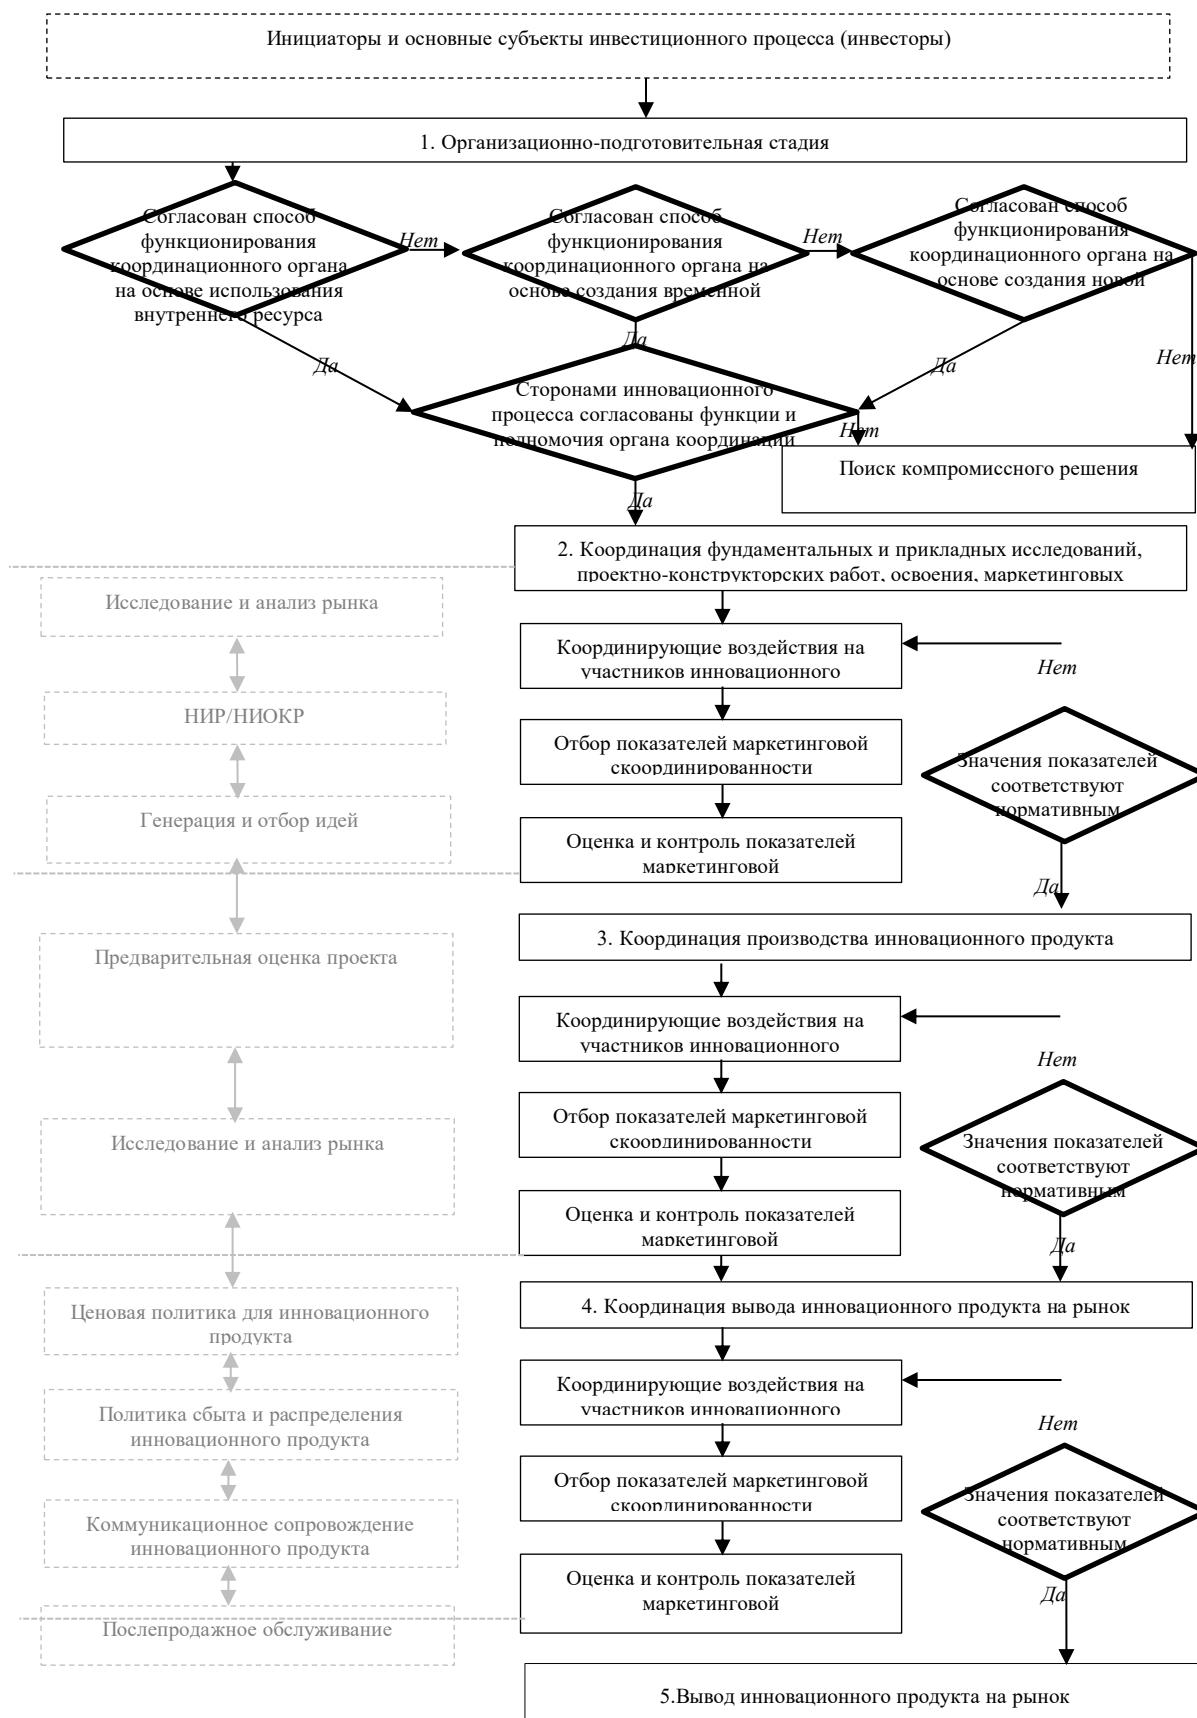 Инициаторы и основные субъекты инвестиционного процесса (инвесторы)
1. Организационно-подготовительная стадия
Согласован способ
функционирования
координационного органа
на основе использования
внутреннего ресурса
Нет
Согласован способ
функционирования
координационного органа на
основе создания временной
Нет
Согласован способ
функционирования
координационного органа на
основе создания новой
Да
Да
Да
Нет
Сторонами инновационного
процесса согласованы функции и
полномочия органа координации
Нет
Поиск компромиссного решения
Да
2. Координация фундаментальных и прикладных исследований,
проектно-конструкторских работ, освоения, маркетинговых
Исследование и анализ рынка
НИР/НИОКР
Генерация и отбор идей
Координирующие воздействия на
участников инновационного
Отбор показателей маркетинговой
скоординированности
Оценка и контроль показателей
маркетинговой
Нет
Значения показателей
соответствуют
нормативным
Да
3. Координация производства инновационного продукта
Предварительная оценка проекта
Исследование и анализ рынка
Координирующие воздействия на
участников инновационного
Отбор показателей маркетинговой
скоординированности
Оценка и контроль показателей
маркетинговой
Нет
Значения показателей
соответствуют
нормативным
Да
4. Координация вывода инновационного продукта на рынок
Ценовая политика для инновационного
продукта
Политика сбыта и распределения
инновационного продукта
Коммуникационное сопровождение
инновационного продукта
Послепродажное обслуживание
Координирующие воздействия на
участников инновационного
Отбор показателей маркетинговой
скоординированности
Оценка и контроль показателей
маркетинговой
Нет
Значения показателей
соответствуют
нормативным
Да
5.Вывод инновационного продукта на рынок